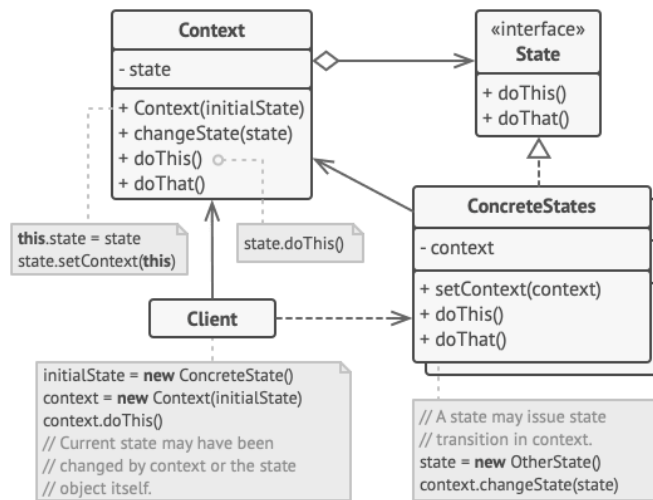 Context
- state
+ Context(initialState)
+ changeState(state)
+ doThis()
+ doThat()
«interface»
State
+ doThis()
+ doThat()
this.state = state
state.setContext(this)
state.doThis()
ConcreteStates
- context
+ setContext(context)
+ doThis()
+ doThat()
Client
initialState = new ConcreteState()
context = new Context(initialState)
context.doThis()
// Current state may have been
// changed by context or the state
// object itself.
// A state may issue state
// transition in context.
state = new OtherState()
context.changeState(state)